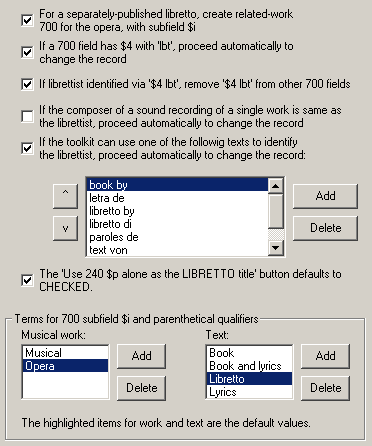 For a separately-published libretto, create related-work
700 for the opera, with subfield $i
If a 700 field has $4 with 'lbt', proceed automatically to
change the record
If librettist identified via '$4 lbt', remove '$4 lbt' from other 700 fields
If the composer of a sound recording of a single work is same as
the librettist, proceed automatically to change the record
If the toolkit can use one of the followig texts to identify
the librettist, proceed automatically to change the record:
^
v
book by
letra de
libretto by
libretto di
paroles de
text von
Add
Delete
The 'Use 240 $p alone as the LIBRETTO title' button defaults to
CHECKED.
Terms for 700 subfield $i and parenthetical qualifiers
Musical work:
Musical
Opera
Add
Delete
Text:
Book
Book and lyrics
Libretto
Lyrics
Add
Delete
The highlighted items for work and text are the default values.